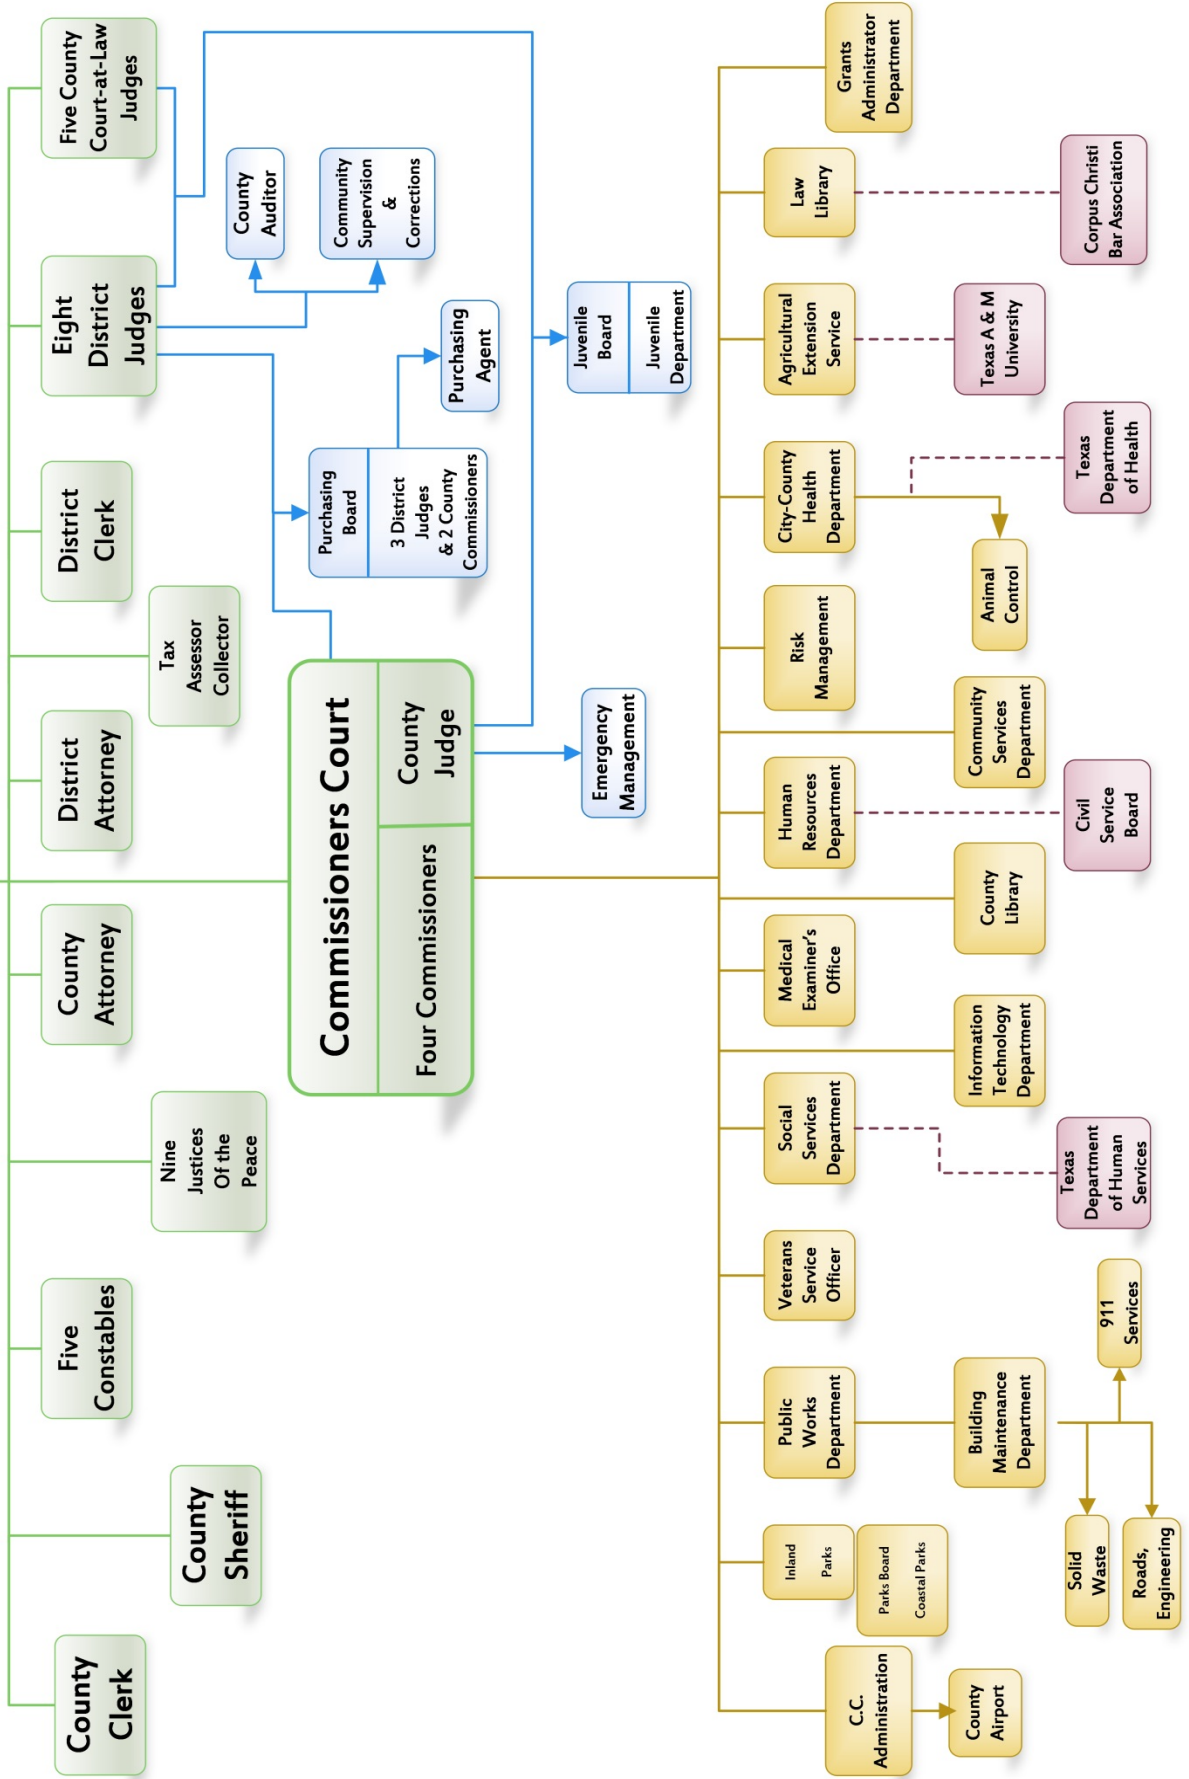 County
Clerk
County
Sheriff
Five
Constables
Nine
Justices
Of the
Peace
County
Attorney
District
Attorney
Tax
Assessor
Collector
District
Clerk
Eight
District
Judges
Five County
Court-at-Law
Judges
Commissioners Court
Four Commissioners
County
Judge
Purchasing
Board
3 District
Judges
& 2 County
Commissioners
Purchasing
Agent
County
Auditor
Community
Supervision
&
Corrections
Emergency
Management
Juvenile
Board
Juvenile
Department
C.C.
Administration
County
Airport
Inland
Parks
Parks Board
Coastal Parks
Public
Works
Department
Building
Maintenance
Department
Solid
Waste
Roads,
Engineering
911
Services
Veterans
Service
Officer
Social
Services
Department
Texas
Department
of Human
Services
Information
Technology
Department
Medical
Examiner's
Office
County
Library
Human
Resources
Department
Civil
Service
Board
Community
Services
Department
Risk
Management
City-County
Health
Department
Animal
Control
Texas
Department
of Health
Agricultural
Extension
Service
Texas A & M
University
Law
Library
Corpus Christi
Bar Association
Grants
Administrator
Department